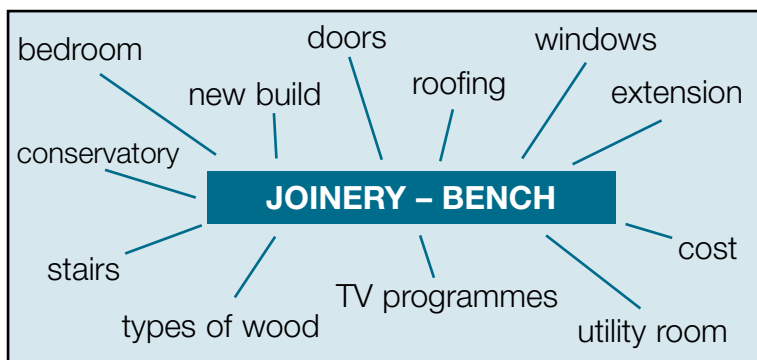 doors
windows
bedroom
new build
roofing
extension
conservatory
JOINERY – BENCH
stairs
cost
types of wood
TV programmes
utility room